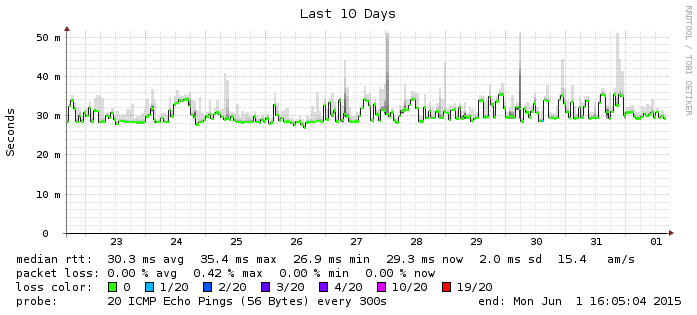 Last 10 Days
RRDTOOL / TOBI OETIKER
Seconds
50 m
40 m
30 m
20 m
10 m
0
23 24 25 26 27 28 29 30 31 01
median rtt: 30.3 ms avg 35.4 ms max 26.9 ms min 29.3 ms now 2.0 ms sd 15.4 am/s
packet loss: 0.00 % avg 0.42 % max 0.00 % min 0.00 % now
loss color: 0 1/20 2/20 3/20 4/20 10/20 19/20
probe: 20 ICMP Echo Pings (56 Bytes) every 300s end: Mon Jun 1 16:05:04 2015